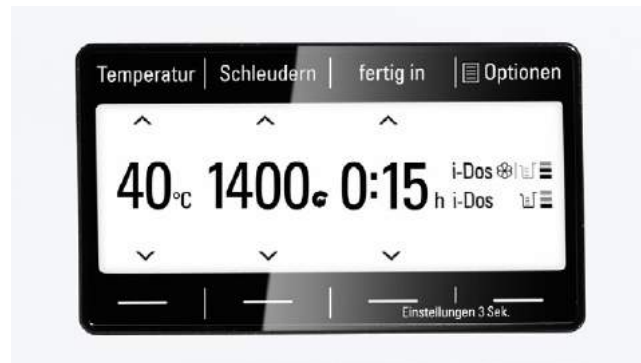 Temperatur Schleudern fertig in Optionen
40 °C 1400 0:15 h
i-Dos
i-Dos
Einstellungen 3 Sek.